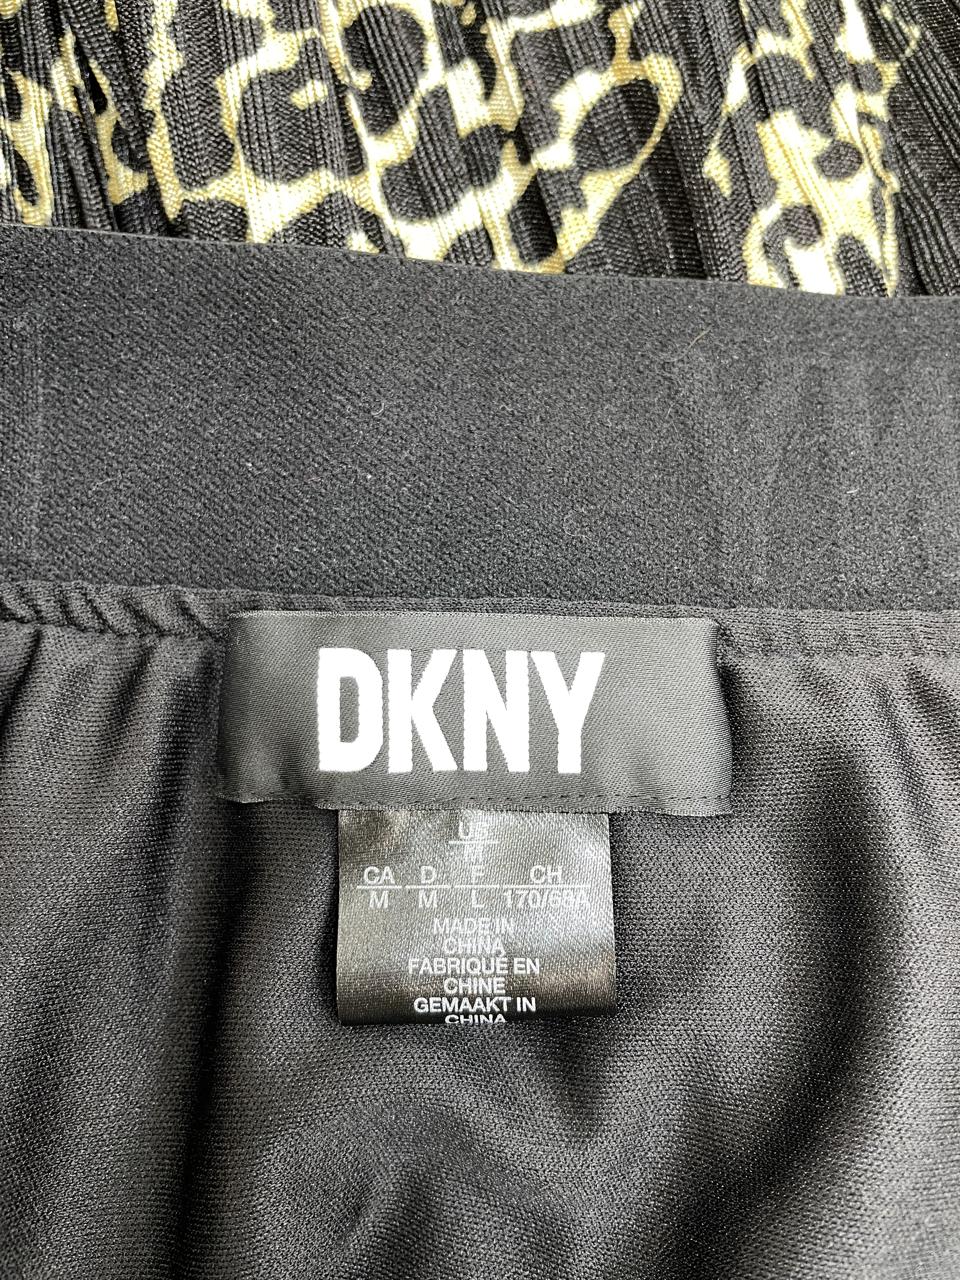 DKNY
US
M
CA D F CH
M M L 170/68A
MADE IN
CHINA
FABRIQUÉ EN
CHINE
GEMAAKT IN
CHINA